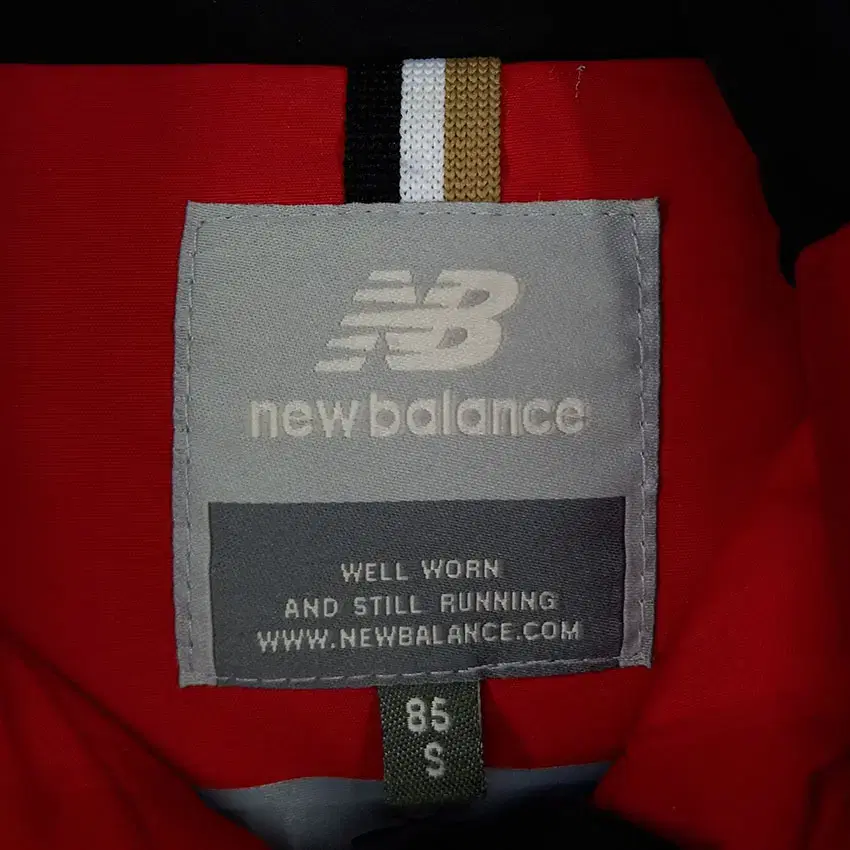 NB
new balance
WELL WORN
AND STILL RUNNING
WWW.NEWBALANCE.COM
85
S